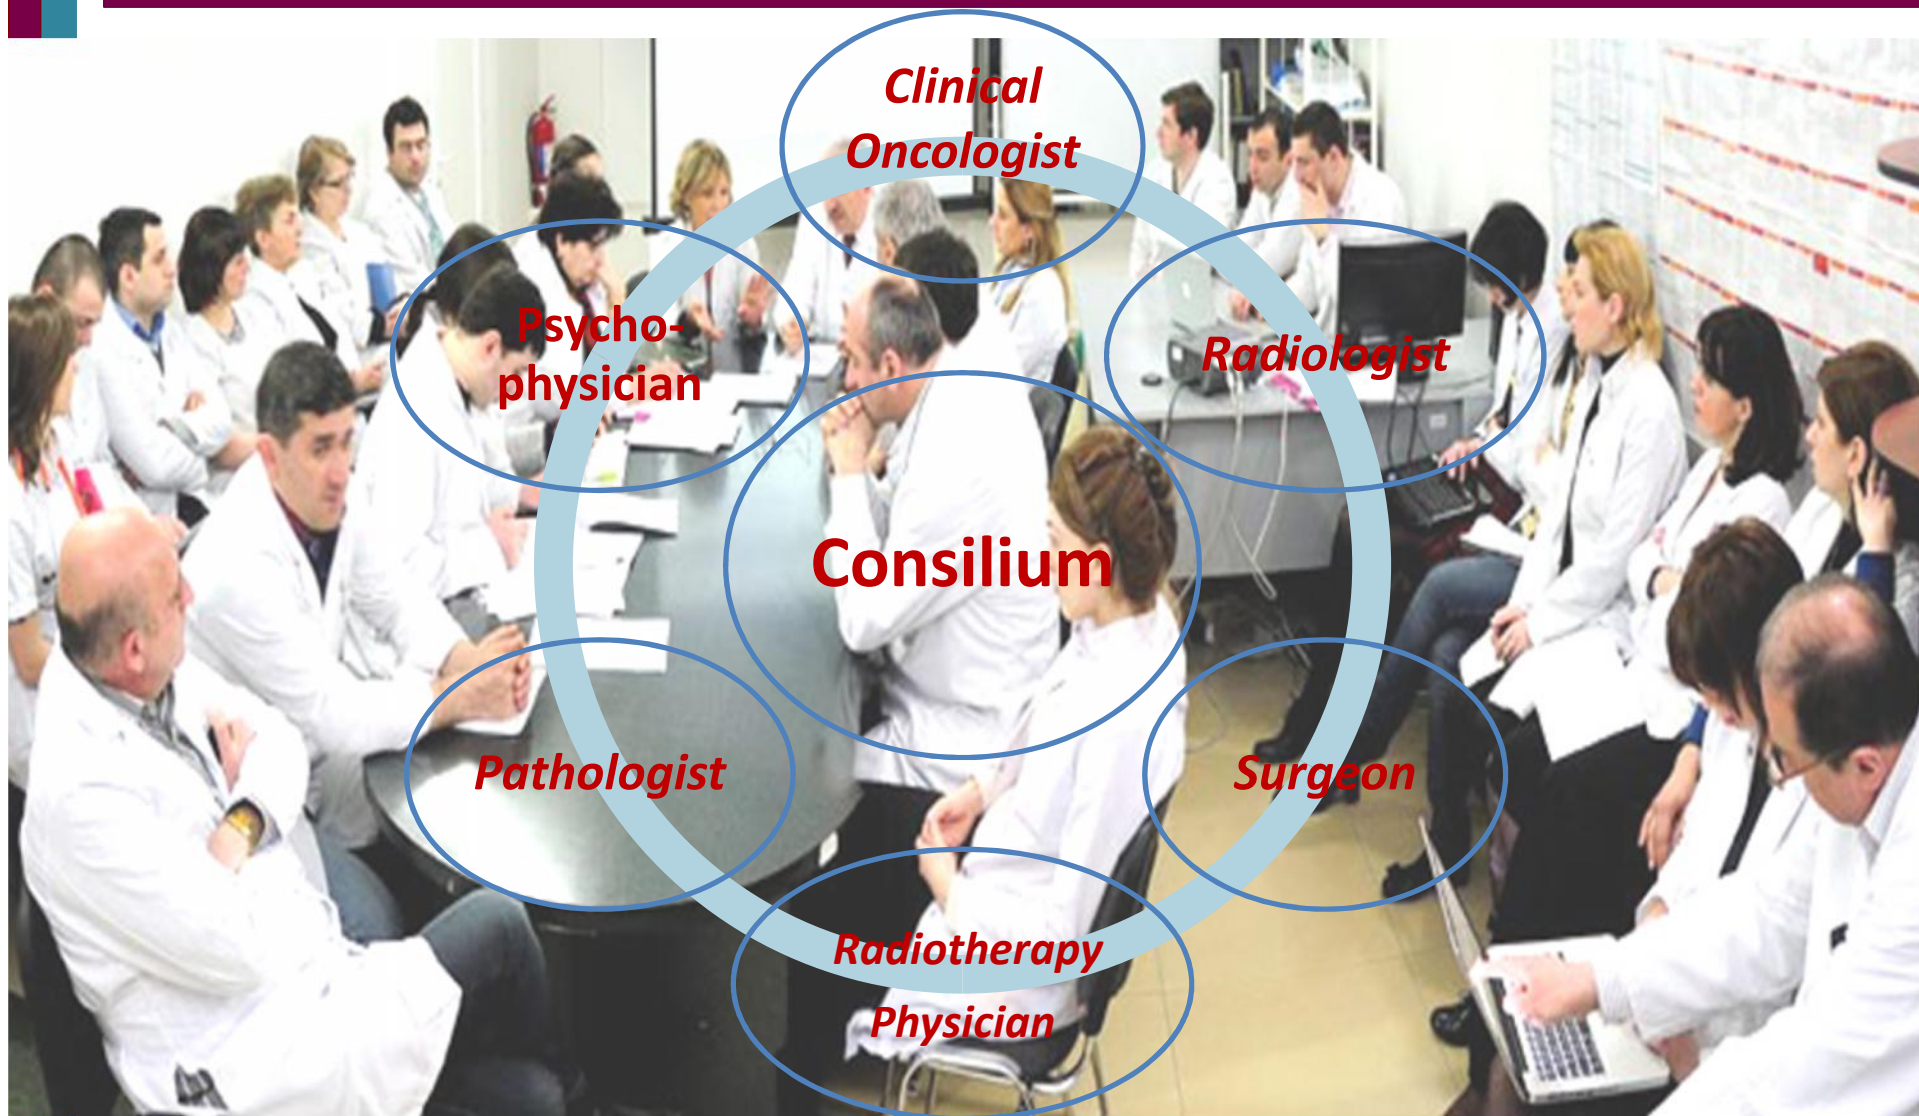 Clinical
Oncologist
Psycho-
physician
Radiologist
Consilium
Pathologist
Surgeon
Radiotherapy
Physician